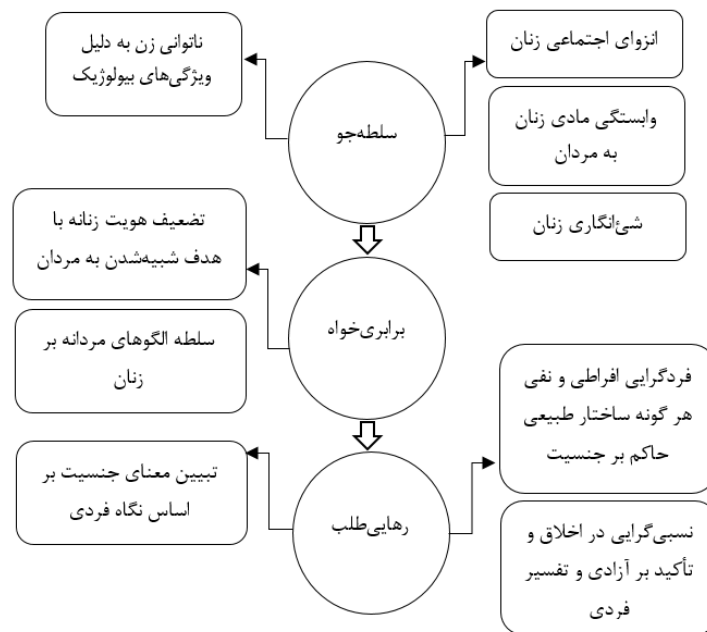 انزوای اجتماعی زنان
وابستگی مادی زنان
به مردان
شئ‌انگاری زنان
سلطه‌جو
ناتوانی زن به دلیل
ویژگی‌های بیولوژیک
برابری‌خواه
تضعیف هویت زنانه با
هدف شبیه‌شدن به مردان
سلطه الگوهای مردانه بر
زنان
رهایی‌طلب
فردگرایی افراطی و نفی
هر گونه ساختار طبیعی
حاکم بر جنسیت
نسبی‌گرایی در اخلاق و
تأکید بر آزادی و تفسیر
فردی
تبیین معنای جنسیت بر
اساس نگاه فردی